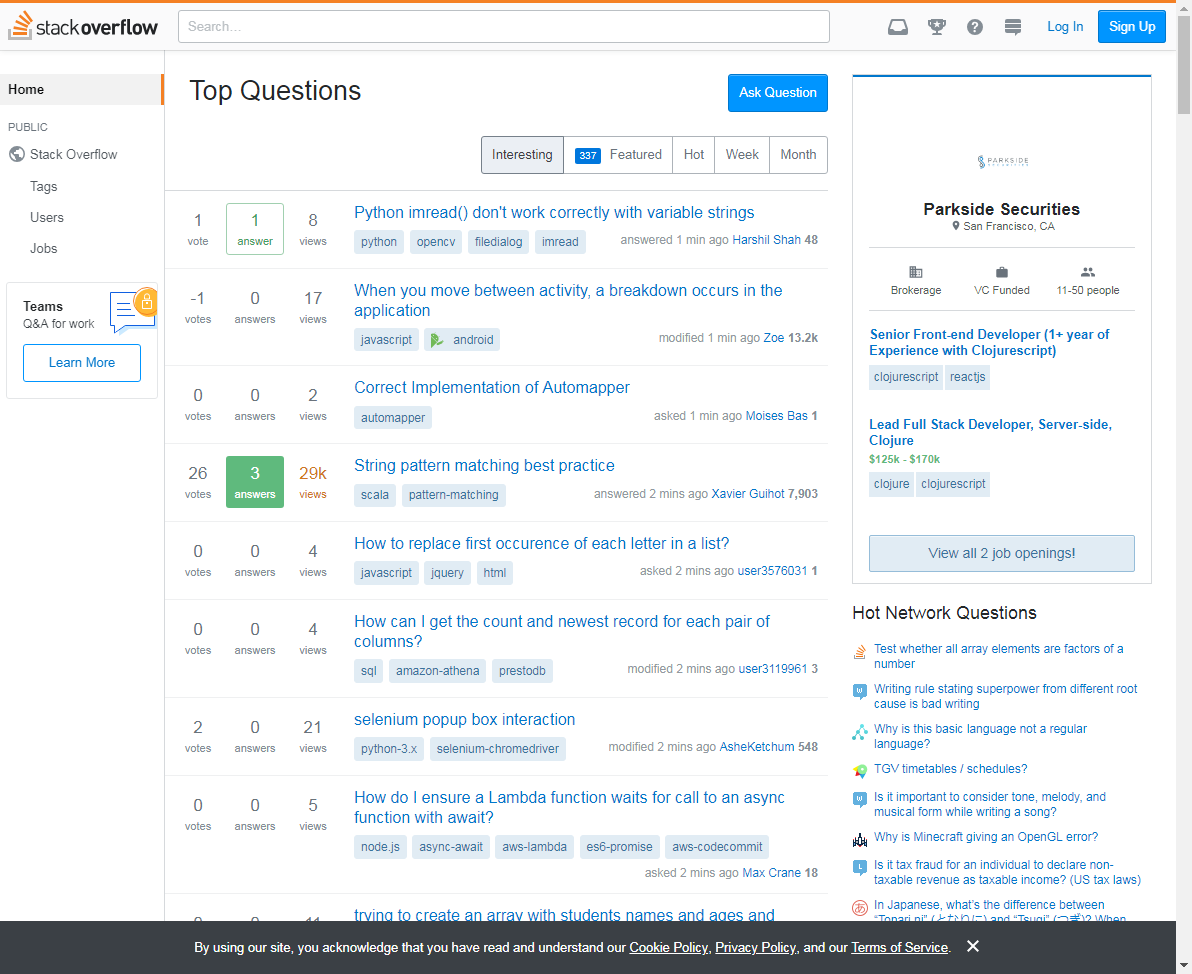 stackoverflow
Search...
Log In
Sign Up
Home
PUBLIC
Stack Overflow
Tags
Users
Jobs
Teams
Q&A for work
Learn More
Top Questions
Ask Question
Interesting
337 Featured
Hot
Week
Month
1 vote
1 answer
8 views
Python imread() don't work correctly with variable strings
python opencv filedialog imread
answered 1 min ago Harshil Shah 48
-1 votes
0 answers
17 views
When you move between activity, a breakdown occurs in the
application
javascript android
modified 1 min ago Zoe 13.2k
0 votes
0 answers
2 views
Correct Implementation of Automapper
automapper
asked 1 min ago Moises Bas 1
26 votes
3 answers
29k views
String pattern matching best practice
scala pattern-matching
answered 2 mins ago Xavier Guihot 7,903
0 votes
0 answers
4 views
How to replace first occurence of each letter in a list?
javascript jquery html
asked 2 mins ago user3576031 1
0 votes
0 answers
4 views
How can I get the count and newest record for each pair of
columns?
sql amazon-athena prestodb
modified 2 mins ago user3119961 3
2 votes
0 answers
21 views
selenium popup box interaction
python-3.x selenium-chromedriver
modified 2 mins ago AsheKetchum 548
0 votes
0 answers
5 views
How do I ensure a Lambda function waits for call to an async
function with await?
node.js async-await aws-lambda es6-promise aws-codecommit
asked 2 mins ago Max Crane 18
0
0
11
trying to create an array with students names and ages and
PARKSIDE
SECURITIES
Parkside Securities
San Francisco, CA
Brokerage
VC Funded
11-50 people
Senior Front-end Developer (1+ year of
Experience with Clojurescript)
clojurescript reactjs
Lead Full Stack Developer, Server-side,
Clojure
$125k - $170k
clojure clojurescript
View all 2 job openings!
Hot Network Questions
Test whether all array elements are factors of a
number
Writing rule stating superpower from different root
cause is bad writing
Why is this basic language not a regular
language?
TGV timetables / schedules?
Is it important to consider tone, melody, and
musical form while writing a song?
Why is Minecraft giving an OpenGL error?
Is it tax fraud for an individual to declare non-
taxable revenue as taxable income? (US tax laws)
In Japanese, what's the difference between
"Tonari ni" (となりに) and "Tsugi" (つぎ)? When
By using our site, you acknowledge that you have read and understand our Cookie Policy, Privacy Policy, and our Terms of Service.